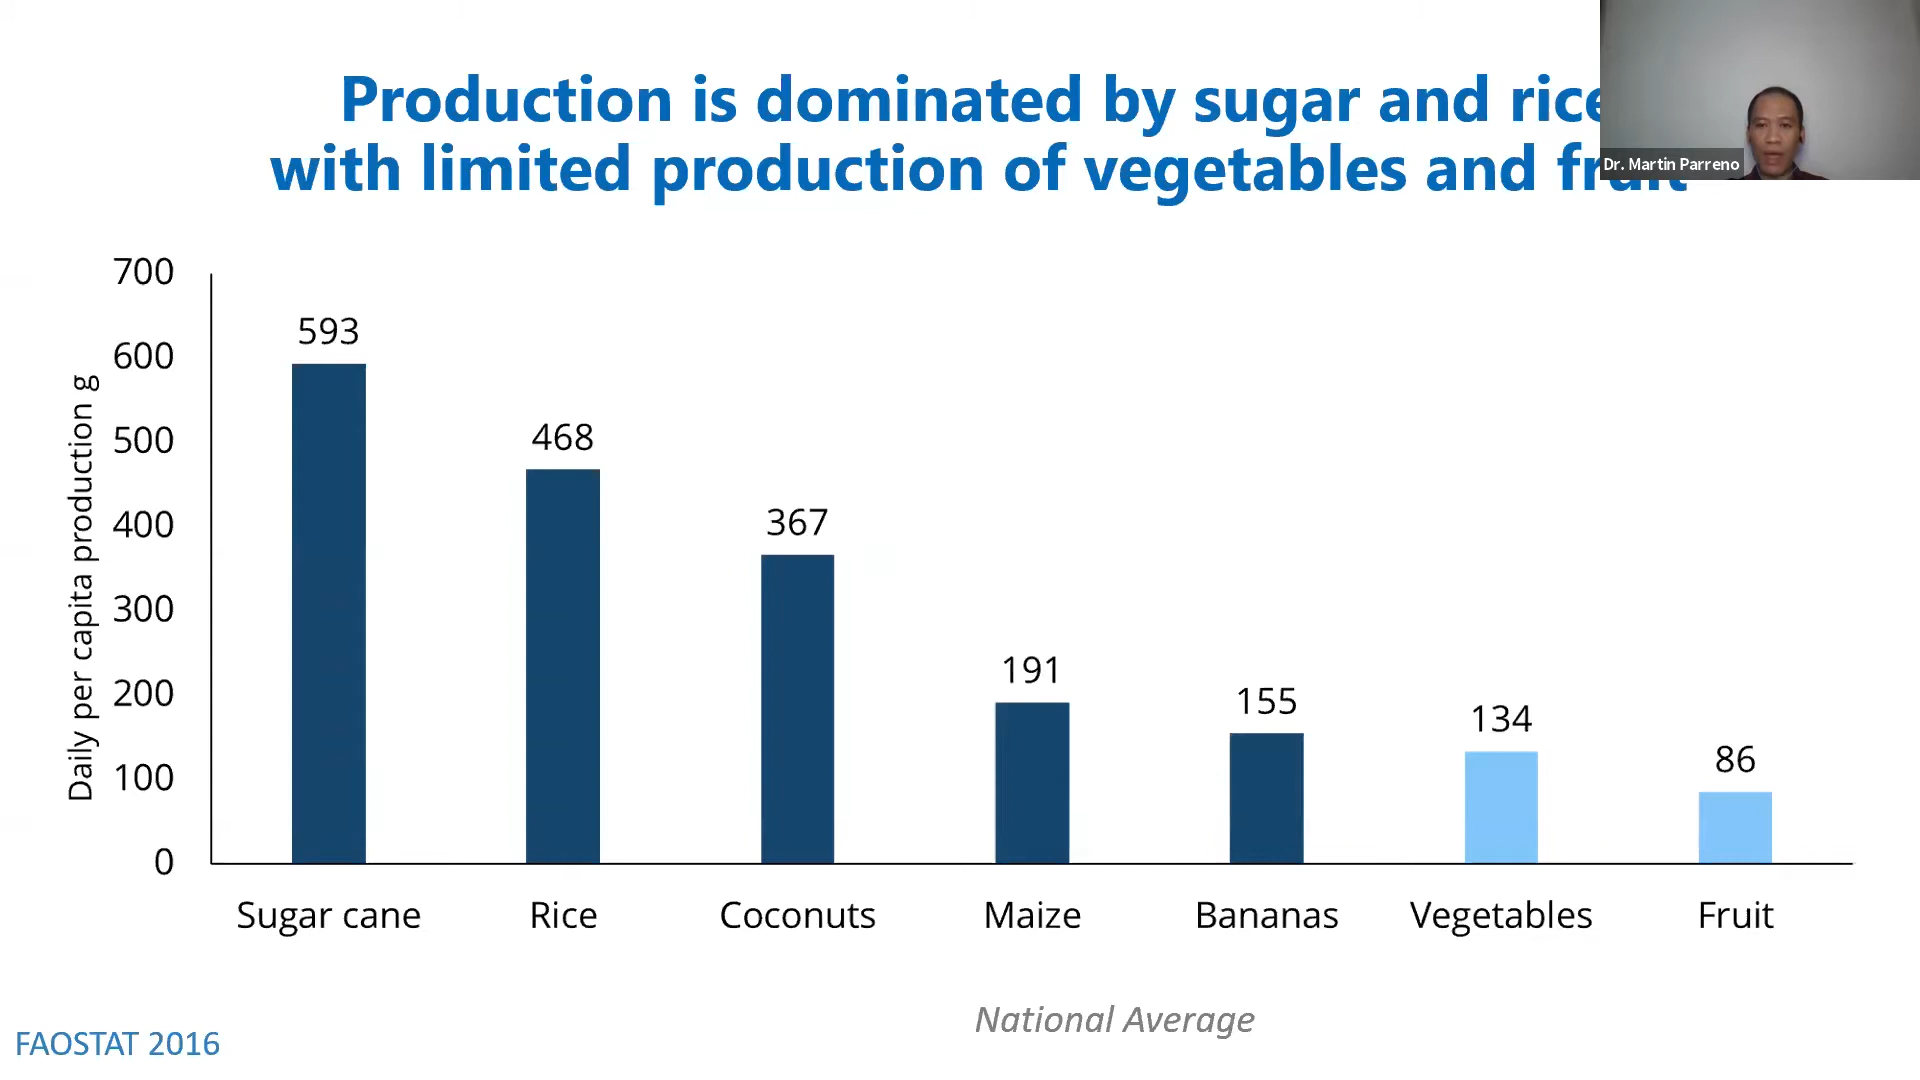 Production is dominated by sugar and rice
with limited production of vegetables and fruit
Dr. Martin Parreno
Daily per capita production g
700
600
500
400
300
200
100
0
593
468
367
191
155
134
86
Sugar cane Rice Coconuts Maize Bananas Vegetables Fruit
National Average
FAOSTAT 2016